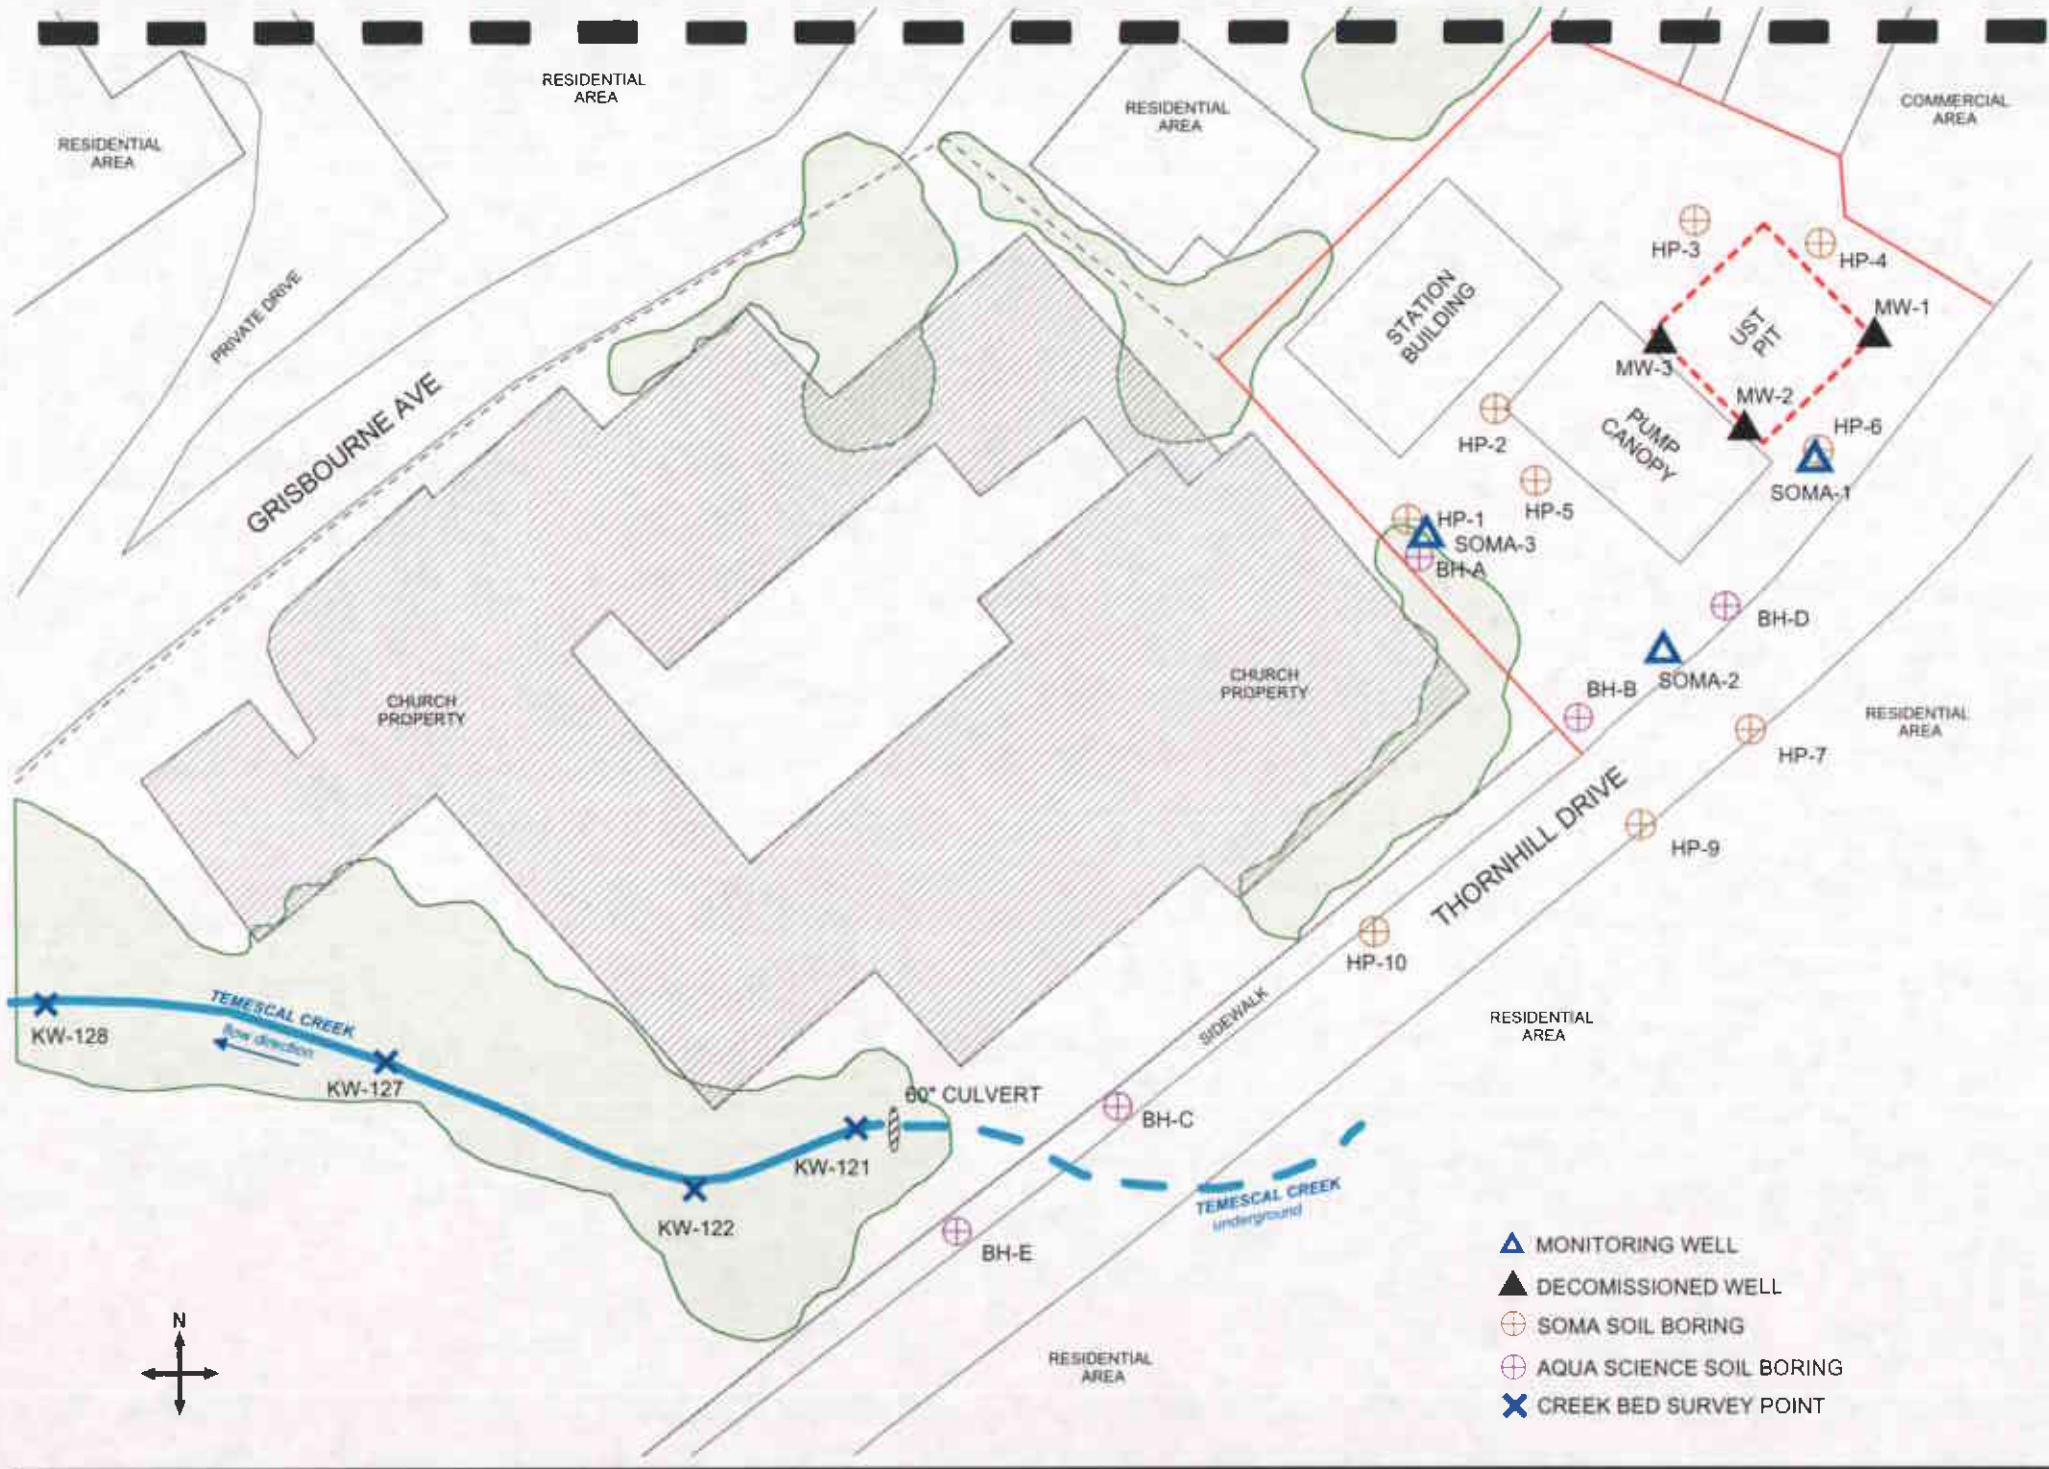 RESIDENTIAL
AREA
RESIDENTIAL
AREA
COMMERCIAL
AREA
RESIDENTIAL
AREA
HP-3
HP-4
PRIVATE DRIVE
STATION
BUILDING
UST
PIT
MW-1
MW-3
MW-2
GRISBOURNE AVE
HP-2
PUMP
CANOPY
HP-6
SOMA-1
HP-5
HP-1
SOMA-3
BH-A
BH-D
CHURCH
PROPERTY
CHURCH
PROPERTY
BH-B
SOMA-2
RESIDENTIAL
AREA
HP-7
THORNHILL DRIVE
HP-9
HP-10
SIDEWALK
RESIDENTIAL
AREA
TEMESCAL CREEK
flow direction
KW-128
KW-127
60" CULVERT
BH-C
KW-121
TEMESCAL CREEK
underground
KW-122
BH-E
N
RESIDENTIAL
AREA
MONITORING WELL
DECOMISSIONED WELL
SOMA SOIL BORING
AQUA SCIENCE SOIL BORING
CREEK BED SURVEY POINT